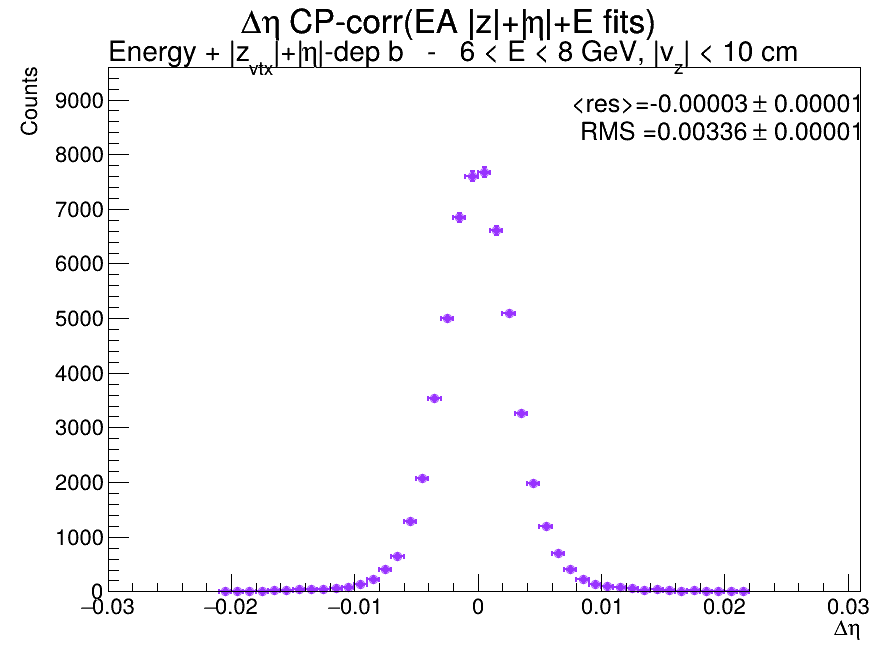 Δη CP-corr(EA |z|+|η|+E fits)
Energy + |z_vtx|+|η|-dep b - 6 < E < 8 GeV, |v_z| < 10 cm
<res>=-0.00003 ± 0.00001
RMS =0.00336 ± 0.00001
Counts
9000
8000
7000
6000
5000
4000
3000
2000
1000
0
−0.03 −0.02 −0.01 0 0.01 0.02 0.03
Δη